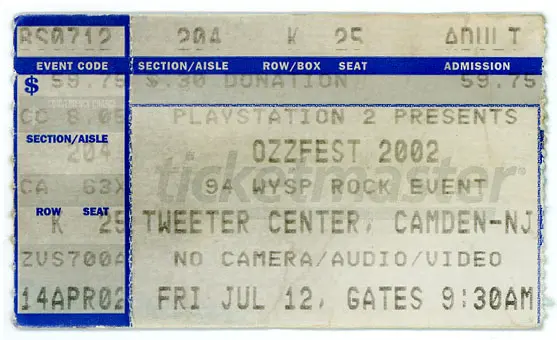 BS0712 204 K 25 ADULT
EVENT CODE SECTION/AISLE ROW/BOX SEAT ADMISSION
$ 59.75 $ .30 DONATION 59.75
CC 8.05 PLAYSTATION 2 PRESENTS
SECTION/AISLE
OZZFEST 2002
204
ticketmaster
CA 63X 94 WYSP ROCK EVENT
ROW SEAT
K 25 TWEETER CENTER, CAMDEN-NJ
ZVS700A NO CAMERA/AUDIO/VIDEO
14APR02 FRI JUL 12, GATES 9:30AM